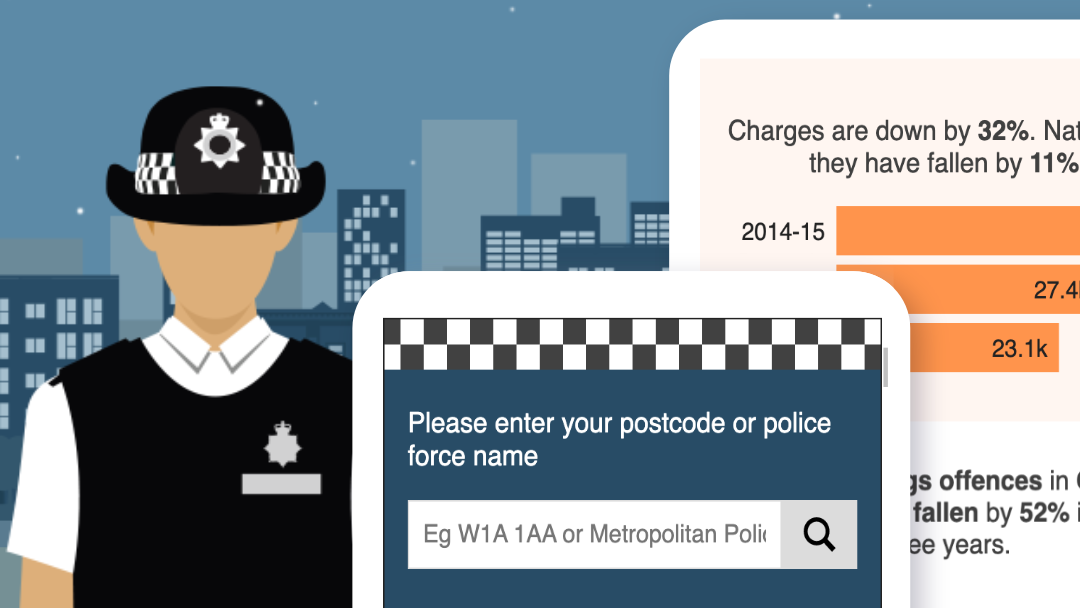 Charges are down by 32%. Nat
they have fallen by 11%
2014-15
27.4
23.1k
Please enter your postcode or police
force name
Eg W1A 1AA or Metropolitan Polic
gs offences in
fallen by 52% i
ee years.